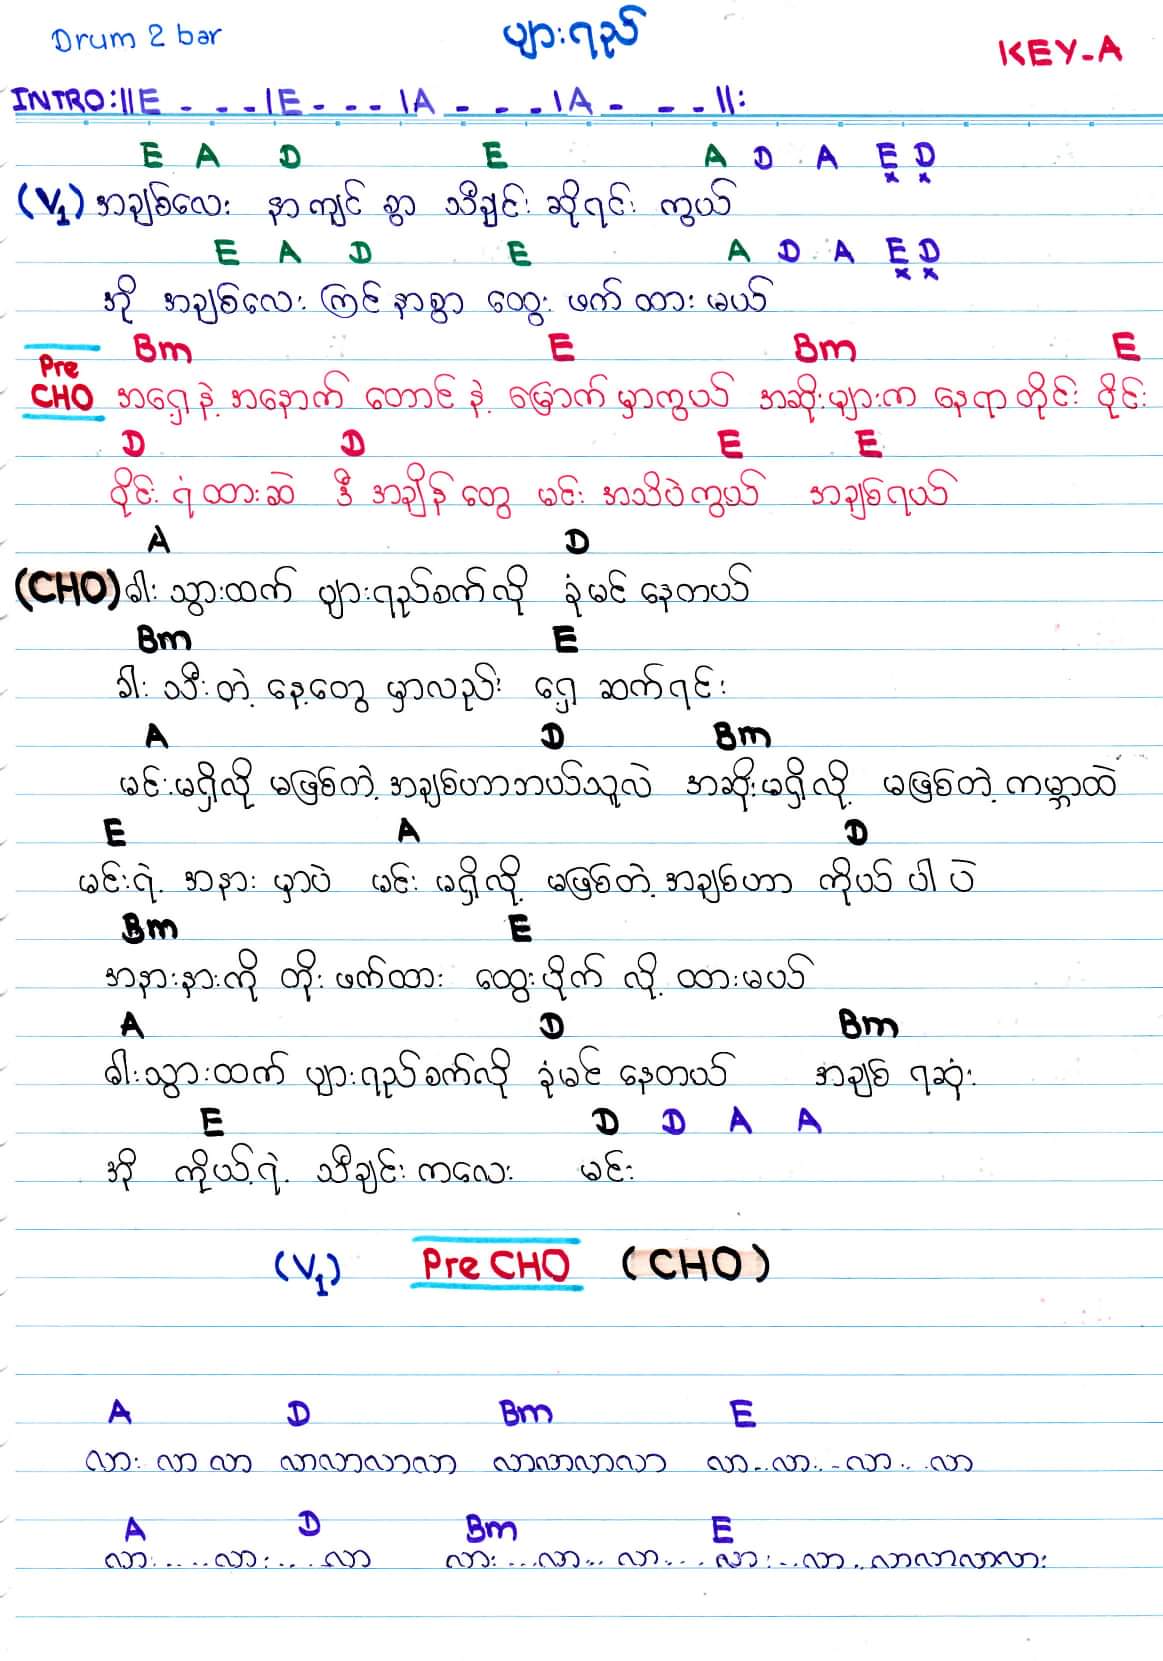 Drum 2 bar
ပျားရည်
KEY-A
INTRO:||E - - - |E - - - |A - - - |A - - - ||:
E A D E A D A E D
x x
(V1) အချစ်လေး နာကျင် စွာ သီချင်း ဆိုရင်း ကွယ်
E A D E A D A E D
x x
အို အချစ်လေး ကြင် နာစွာ ထွေး ဖက် ထား မယ်
Bm E Bm E
Pre CHO အရှေ့နဲ့ အနောက် တောင် နဲ့ မြောက် မှာကွယ် အဆိုးများက နေရာ တိုင်း ဝိုင်း
D D E E
ဝိုင်း ရံ ထားဆဲ ဒီ အချိန် တွေ မင်း အသိပဲကွယ် အချစ်ရယ်
A D
(CHO) ဓါး သွားထက် ပျားရည်စက်လို ခုံမင် နေတယ်
Bm E
ခါး သီး တဲ့ နေ့တွေ မှာလည်း ရှေ့ ဆက်ရင်း
A D Bm
မင်းမရှိလို မဖြစ်တဲ့ အချစ်ဟာဘယ်သူလဲ အဆိုးမရှိလို့ မဖြစ်တဲ့ ကမ္ဘာထဲ
E A D
မင်းရဲ့ အနား မှာပဲ မင်း မရှိလို့ မဖြစ်တဲ့ အချစ်ဟာ ကိုယ် ပါ ပဲ
Bm E
အနားနားကို တိုး ဖက်ထား ထွေးပိုက် လို့ ထားမယ်
A D Bm
ဓါးသွားထက် ပျားရည်စက်လို ခုံမင် နေတယ် အချစ် ရဆုံး
E D D A A
အို ကိုယ့်ရဲ့ သီချင်း ကလေး မင်း
(V1) Pre CHO (CHO)
A D Bm E
လား လာ လာ လာလာလာလာ လာလာလာလာ လာ..လာ..-လာ.. လာ
A D Bm E
လာ.....လာ:...လာ လာ:...လာ... လာ....လာ:...လာ..လာလာလာလား